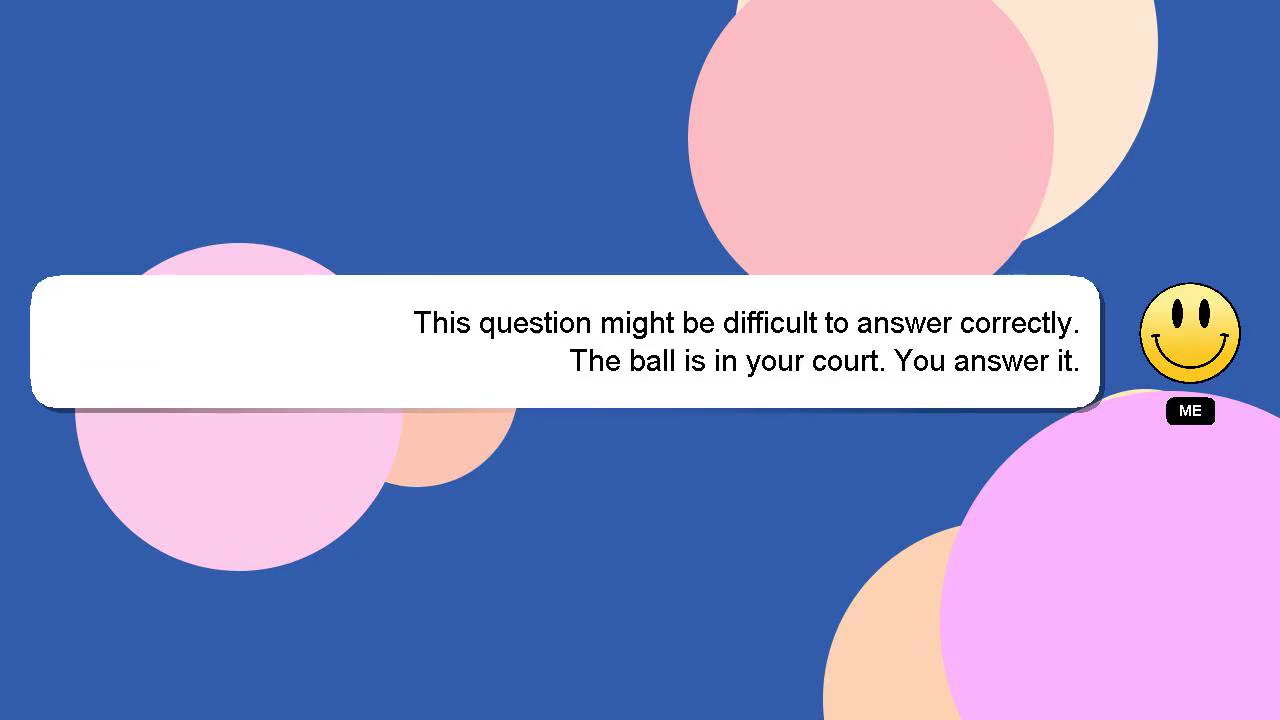 This question might be difficult to answer correctly.
The ball is in your court. You answer it.
ME